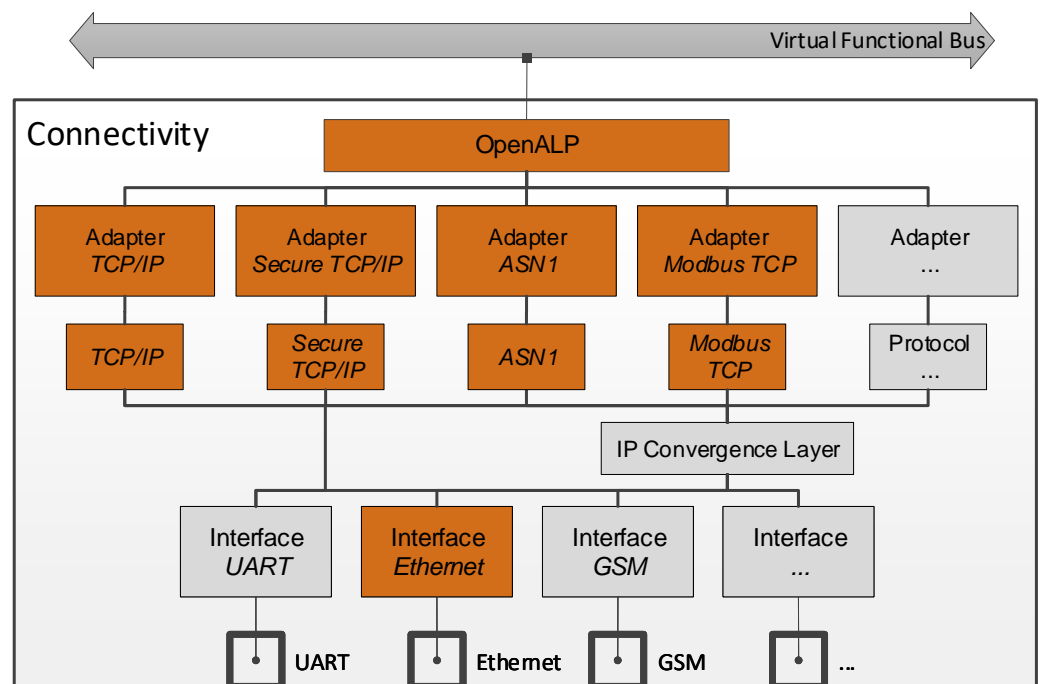 Virtual Functional Bus
Connectivity
OpenALP
Adapter
TCP/IP
Adapter
Secure TCP/IP
Adapter
ASN1
Adapter
Modbus TCP
Adapter
...
TCP/IP
Secure
TCP/IP
ASN1
Modbus
TCP
Protocol
...
IP Convergence Layer
Interface
UART
Interface
Ethernet
Interface
GSM
Interface
...
UART
Ethernet
GSM
...